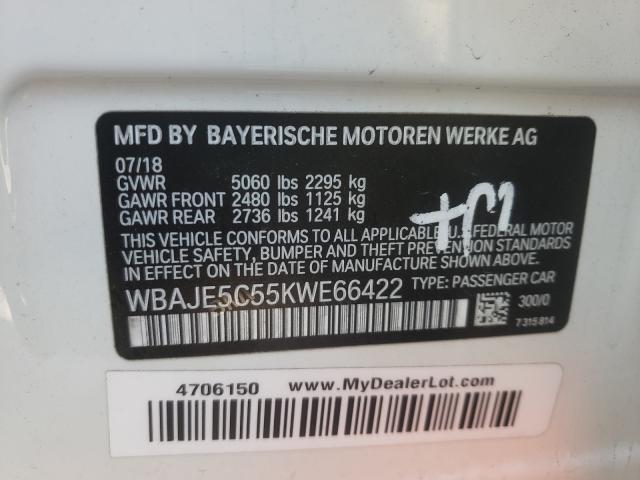 MFD BY BAYERISCHE MOTOREN WERKE AG
07/18
GVWR 5060 lbs 2295 kg
GAWR FRONT 2480 lbs 1125 kg
GAWR REAR 2736 lbs 1241 kg
THIS VEHICLE CONFORMS TO ALL APPLICABLE U.S. FEDERAL MOTOR
VEHICLE SAFETY, BUMPER AND THEFT PREVENTION STANDARDS
IN EFFECT ON THE DATE OF MANUFACTURE SHOWN ABOVE.
WBAJE5C55KWE66422 TYPE: PASSENGER CAR
300/0
7315814
4706150 www.MyDealerLot.com